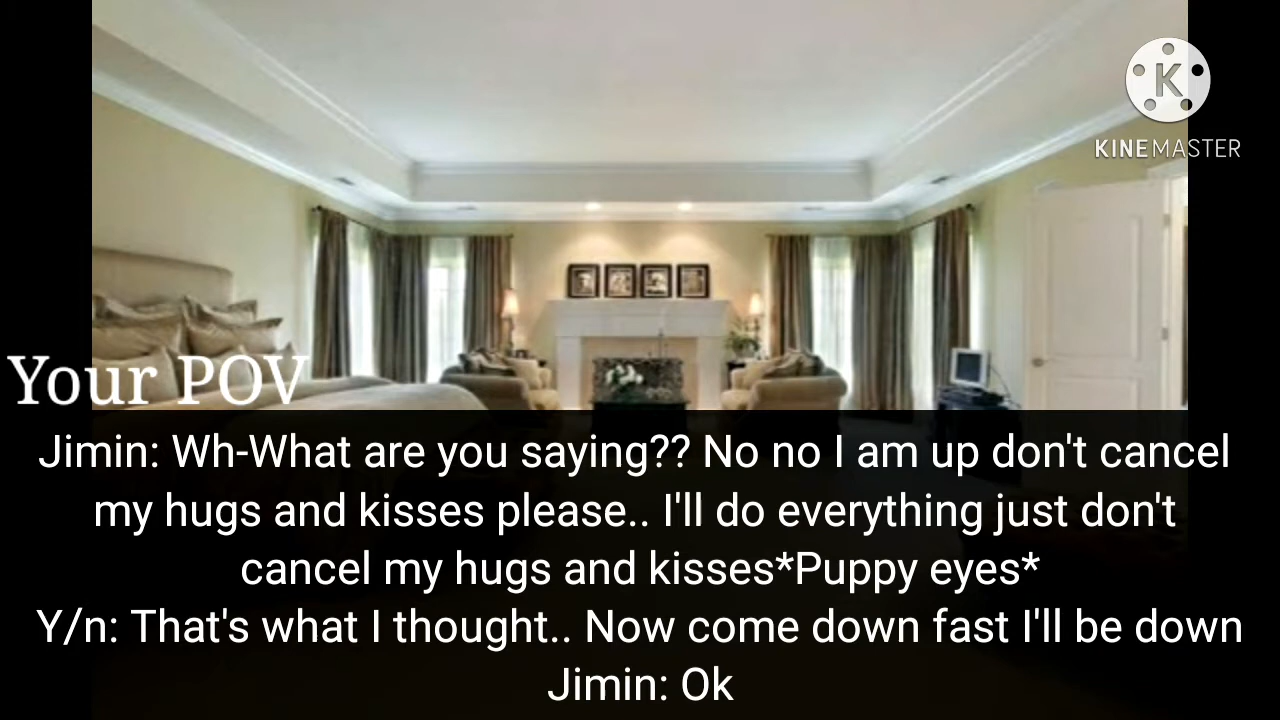 K
KINEMASTER
Your POV
Jimin: Wh-What are you saying?? No no I am up don't cancel
my hugs and kisses please.. I'll do everything just don't
cancel my hugs and kisses*Puppy eyes*
Y/n: That's what I thought.. Now come down fast I'll be down
Jimin: Ok